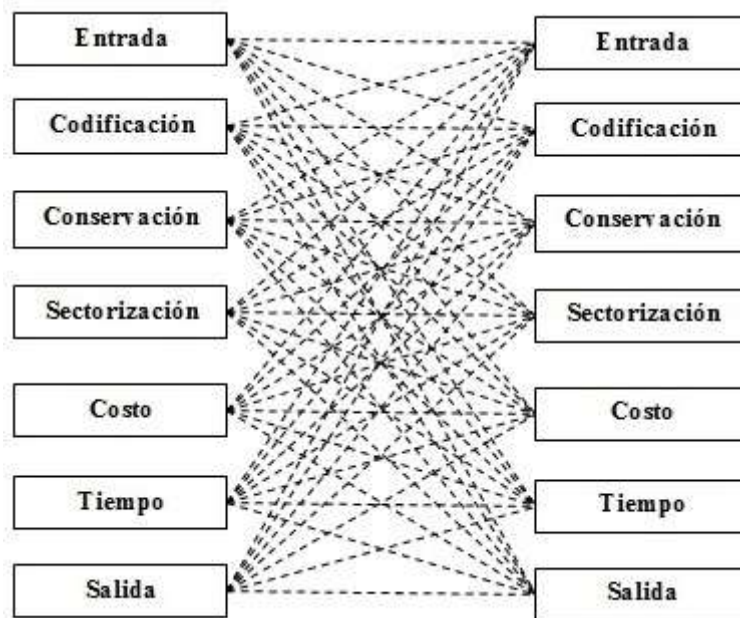 Entrada
Entrada
Codificación
Codificación
Conservación
Conservación
Sectorización
Sectorización
Costo
Costo
Tiempo
Tiempo
Salida
Salida